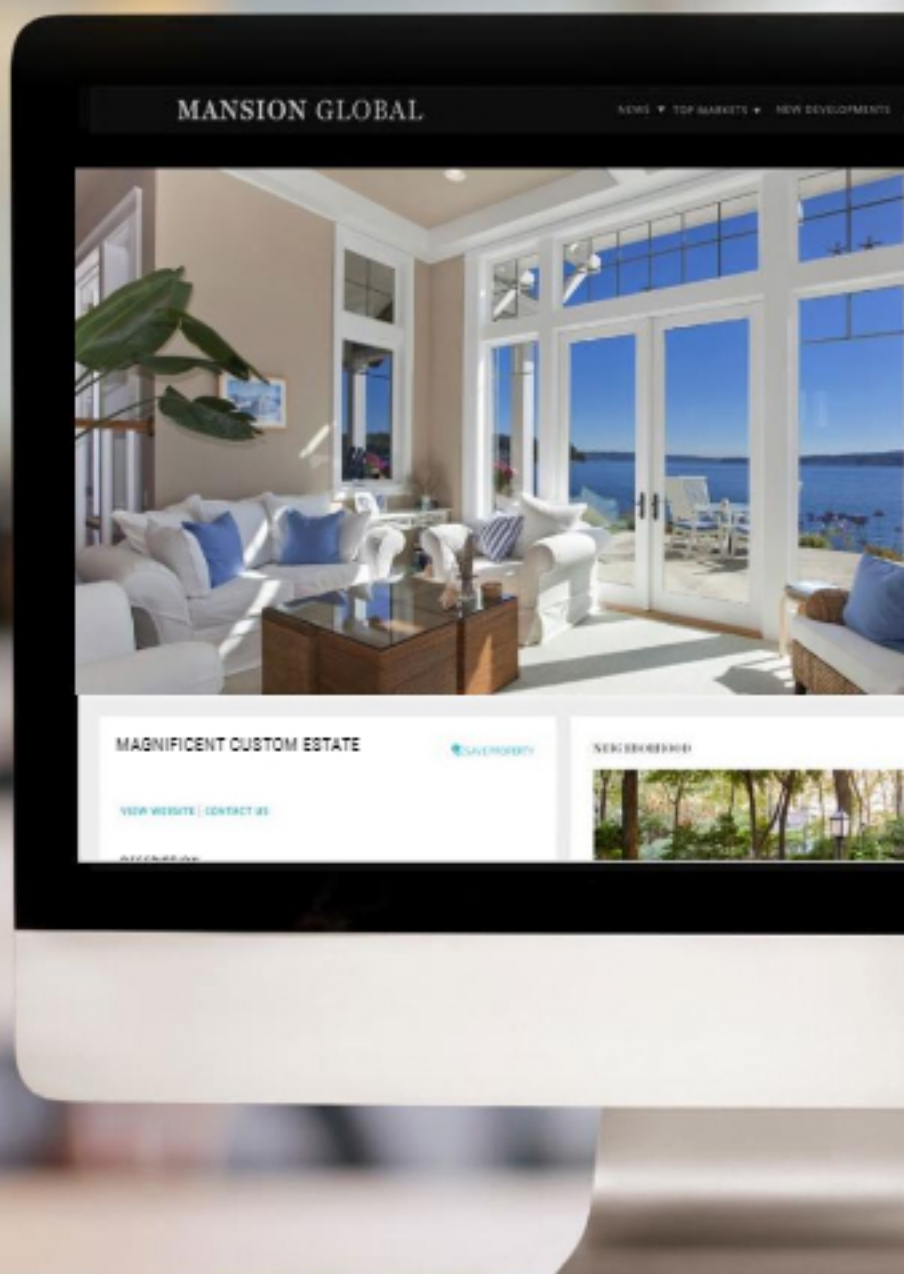 MANSION GLOBAL
NEWS ▼ TOP MARKETS ▼ NEW DEVELOPMENTS
MAGNIFICENT CUSTOM ESTATE
SAVE PROPERTY
NEIGHBORHOOD
VIEW WEBSITE | CONTACT US